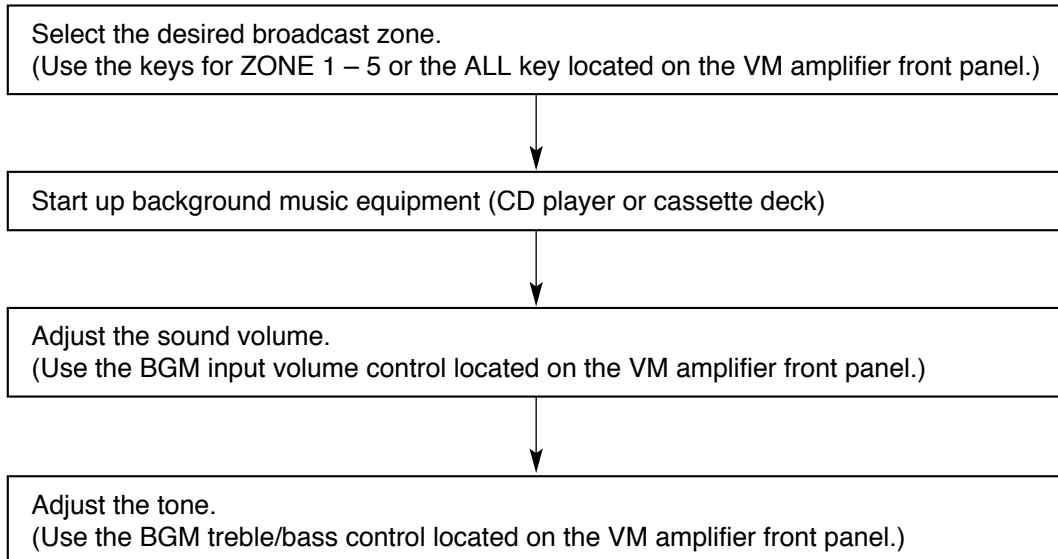 Select the desired broadcast zone.
(Use the keys for ZONE 1 – 5 or the ALL key located on the VM amplifier front panel.)
Start up background music equipment (CD player or cassette deck)
Adjust the sound volume.
(Use the BGM input volume control located on the VM amplifier front panel.)
Adjust the tone.
(Use the BGM treble/bass control located on the VM amplifier front panel.)